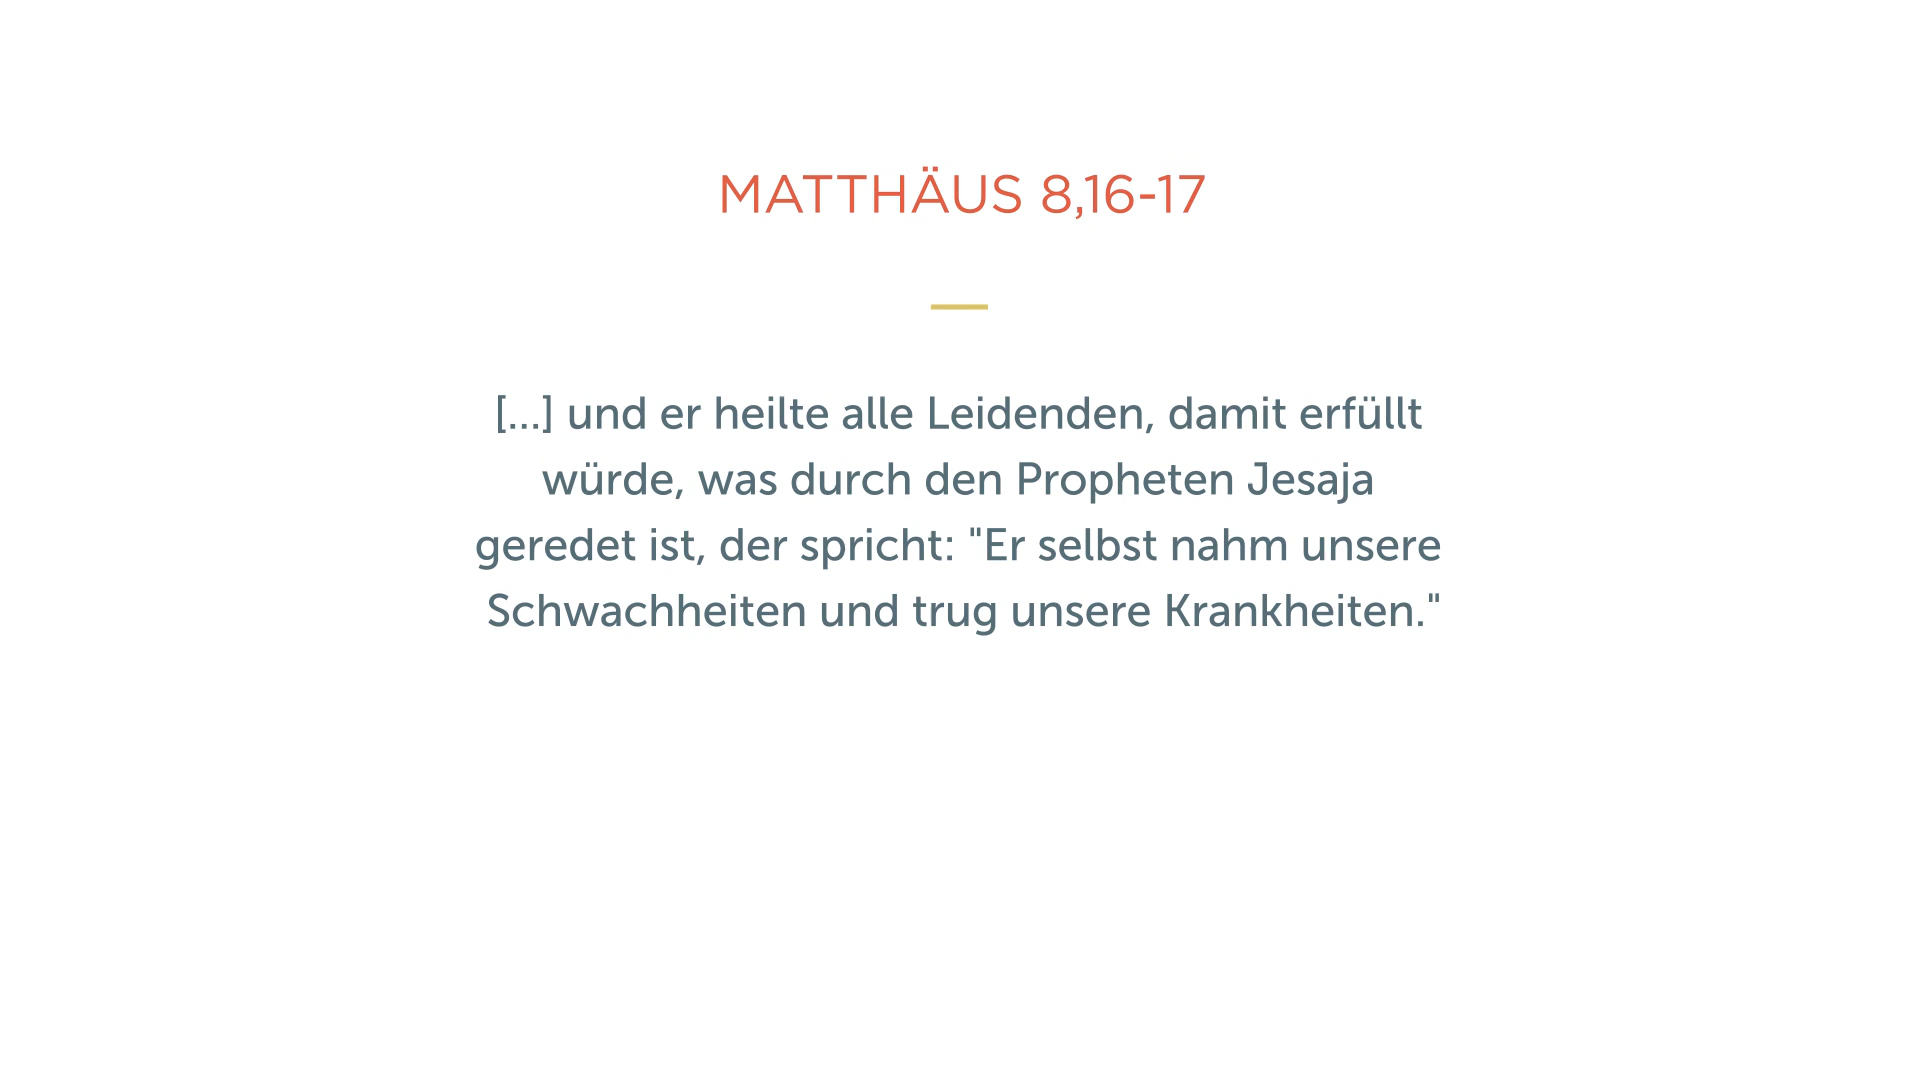 MATTHÄUS 8,16-17
[...] und er heilte alle Leidenden, damit erfüllt
würde, was durch den Propheten Jesaja
geredet ist, der spricht: "Er selbst nahm unsere
Schwachheiten und trug unsere Krankheiten."